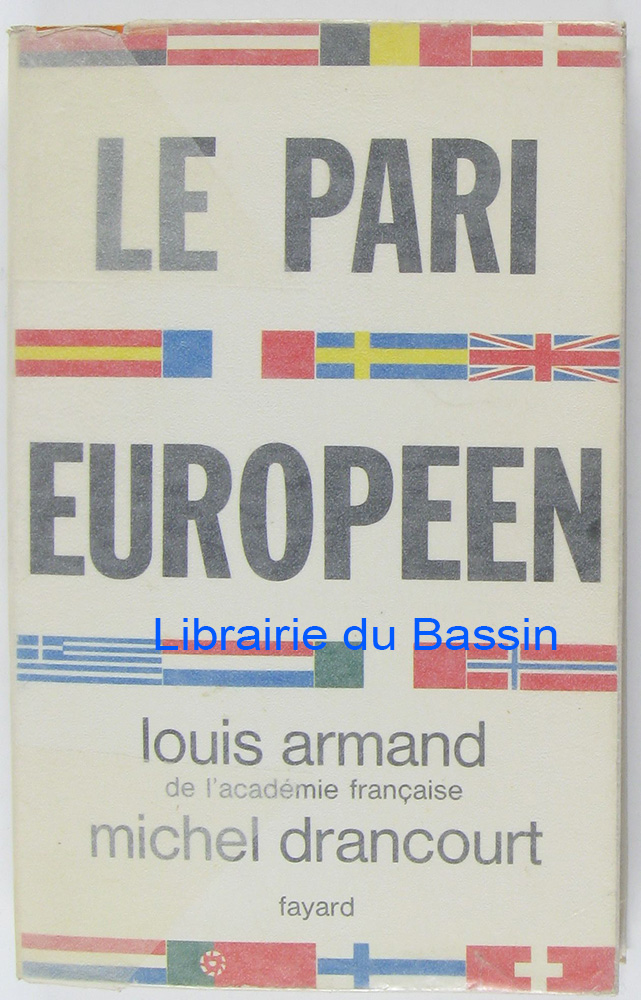 LE PARI
EUROPEEN
Librairie du Bassin
louis armand
de l'académie française
michel drancourt
fayard